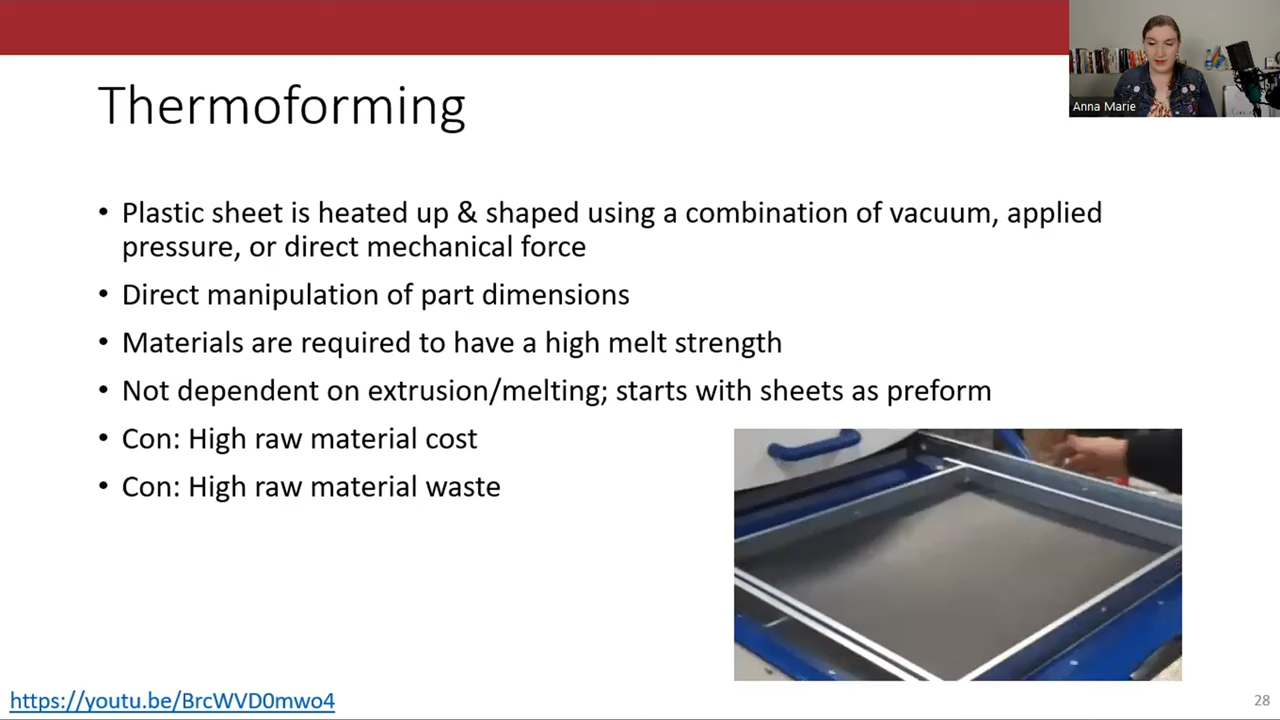 Anna Marie
Thermoforming
• Plastic sheet is heated up & shaped using a combination of vacuum, applied
pressure, or direct mechanical force
• Direct manipulation of part dimensions
• Materials are required to have a high melt strength
• Not dependent on extrusion/melting; starts with sheets as preform
• Con: High raw material cost
• Con: High raw material waste
https://youtu.be/BrcWVD0mwo4
28